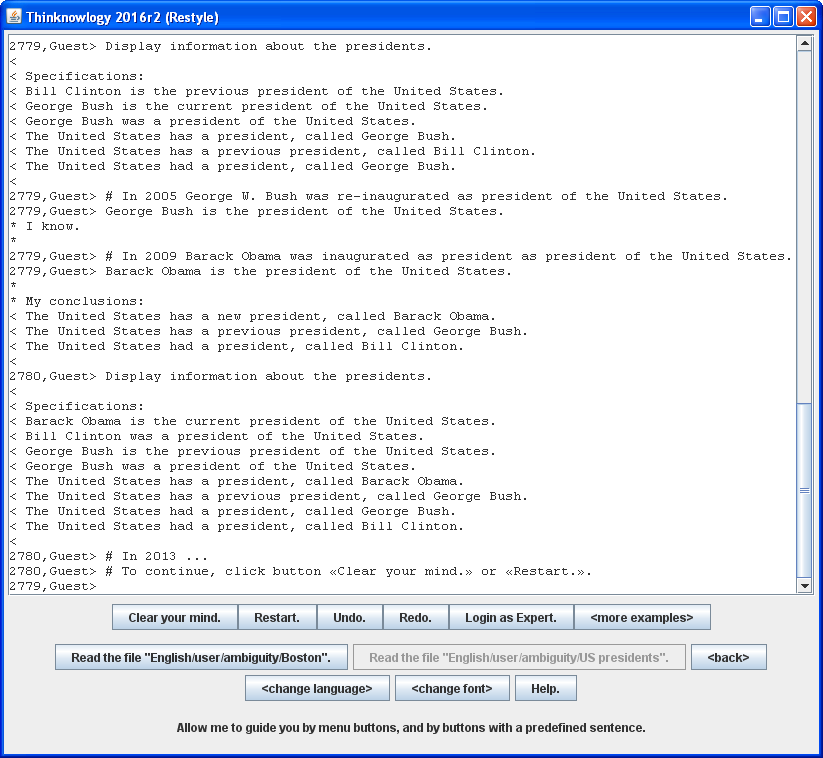 Thinknowlogy 2016r2 (Restyle)
2779,Guest> Display information about the presidents.
<
< Specifications:
< Bill Clinton is the previous president of the United States.
< George Bush is the current president of the United States.
< George Bush was a president of the United States.
< The United States has a president, called George Bush.
< The United States has a previous president, called Bill Clinton.
< The United States had a president, called George Bush.
<
2779,Guest> # In 2005 George W. Bush was re-inaugurated as president of the United States.
2779,Guest> George Bush is the president of the United States.
* I know.
*
2779,Guest> # In 2009 Barack Obama was inaugurated as president as president of the United States.
2779,Guest> Barack Obama is the president of the United States.
*
* My conclusions:
< The United States has a new president, called Barack Obama.
< The United States has a previous president, called George Bush.
< The United States had a president, called Bill Clinton.
<
2780,Guest> Display information about the presidents.
<
< Specifications:
< Barack Obama is the current president of the United States.
< Bill Clinton was a president of the United States.
< George Bush is the previous president of the United States.
< George Bush was a president of the United States.
< The United States has a president, called Barack Obama.
< The United States has a previous president, called George Bush.
< The United States had a president, called George Bush.
< The United States had a president, called Bill Clinton.
<
2780,Guest> # In 2013 ...
2780,Guest> # To continue, click button «Clear your mind.» or «Restart.».
2779,Guest>
Clear your mind. Restart. Undo. Redo. Login as Expert. <more examples>
Read the file "English/user/ambiguity/Boston". Read the file "English/user/ambiguity/US presidents". <back>
<change language> <change font> Help.
Allow me to guide you by menu buttons, and by buttons with a predefined sentence.